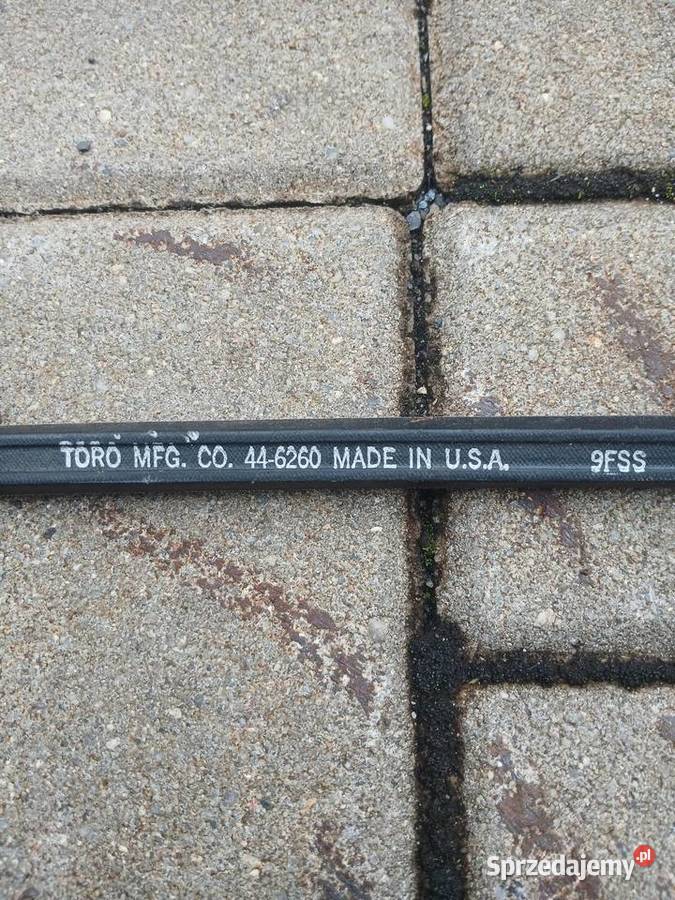 TORO MFG. CO. 44-6260 MADE IN U.S.A. 9FSS
Sprzedajemy.pl